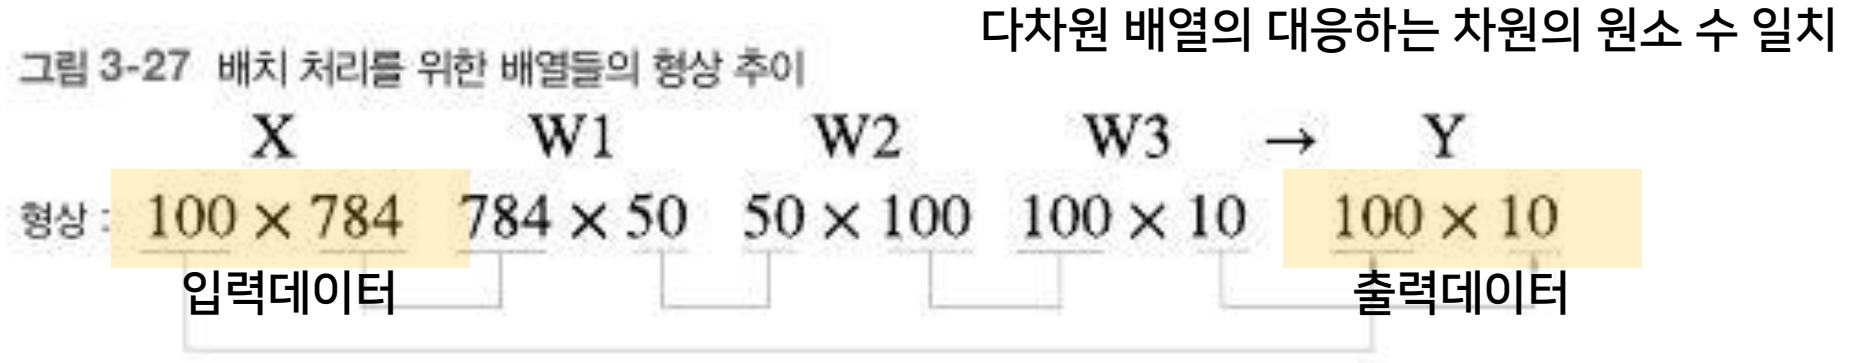 다차원 배열의 대응하는 차원의 원소 수 일치
그림 3-27 배치 처리를 위한 배열들의 형상 추이
X W1 W2 W3 → Y
형상 : 100 × 784 784 × 50 50 × 100 100 × 10 100 × 10
입력데이터 출력데이터